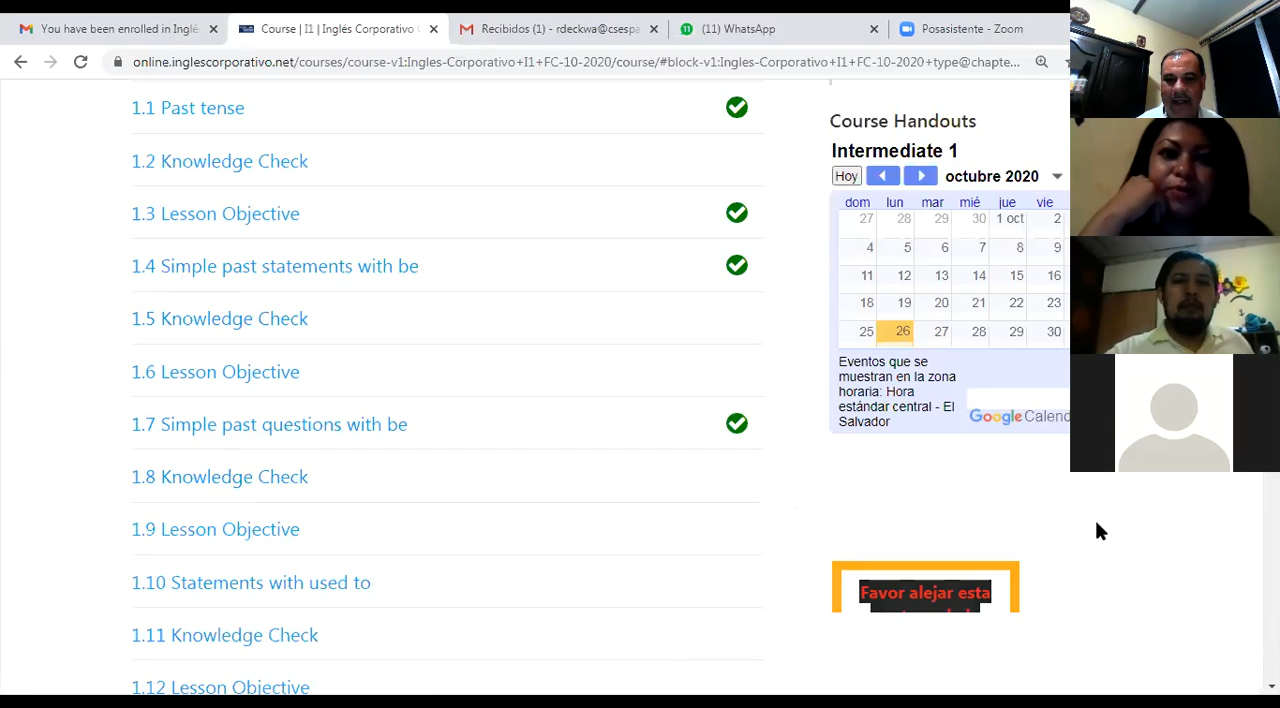 You have been enrolled in Inglé
Course | I1 | Inglés Corporativo
Recibidos (1) - rdeckwa@csespa
(11) WhatsApp
Posasistente - Zoom
online.inglescorporativo.net/courses/course-v1:Ingles-Corporativo+I1+FC-10-2020/course/#block-v1:Ingles-Corporativo+I1+FC-10-2020+type@chapte...
1.1 Past tense
1.2 Knowledge Check
1.3 Lesson Objective
1.4 Simple past statements with be
1.5 Knowledge Check
1.6 Lesson Objective
1.7 Simple past questions with be
1.8 Knowledge Check
1.9 Lesson Objective
1.10 Statements with used to
1.11 Knowledge Check
1.12 Lesson Objective
Course Handouts
Intermediate 1
Hoy octubre 2020
dom lun mar mié jue vie
27 28 29 30 1 oct 2
4 5 6 7 8 9
11 12 13 14 15 16
18 19 20 21 22 23
25 26 27 28 29 30
Eventos que se
muestran en la zona
horaria: Hora
estándar central - El
Salvador
Google Calend
Favor alejar esta